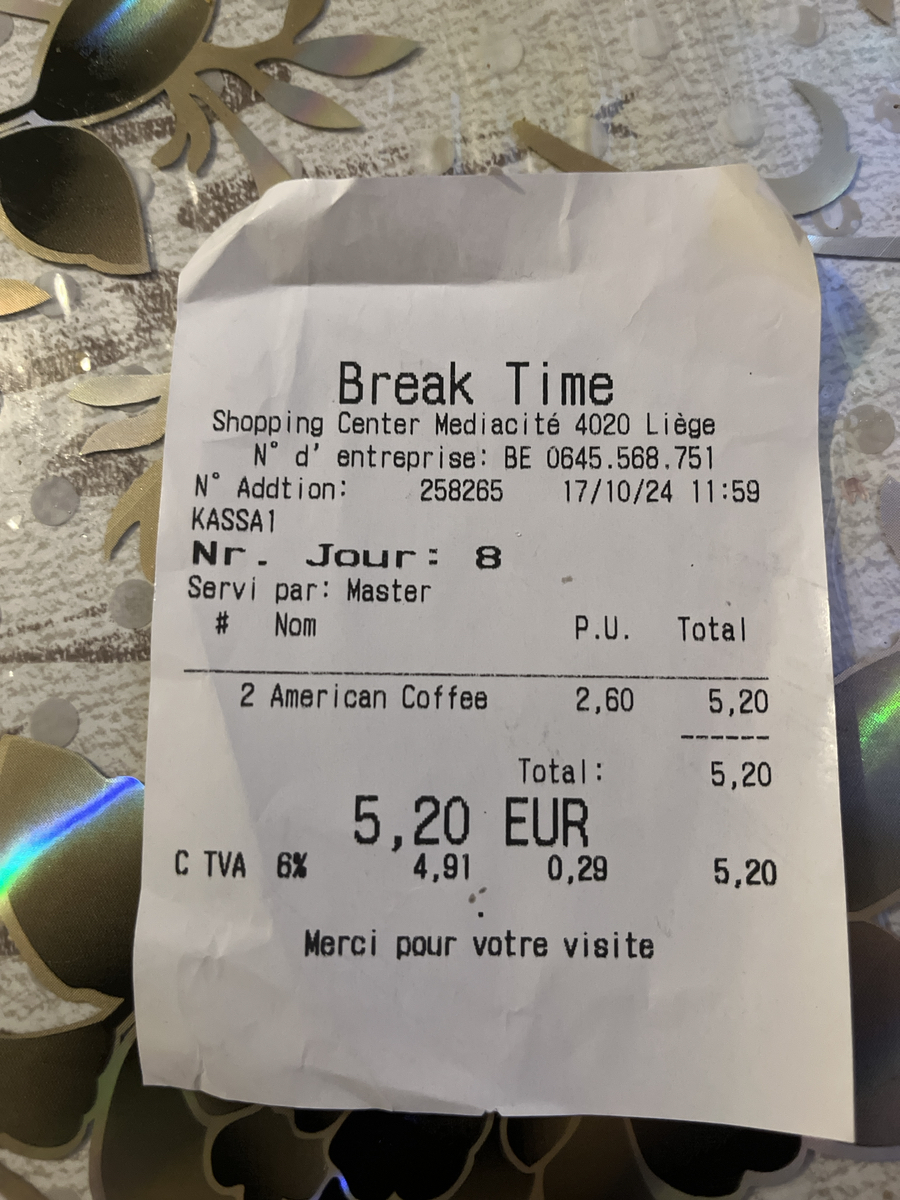 Break Time
Shopping Center Mediacité 4020 Liège
N° d' entreprise: BE 0645.568.751
N° Addtion: 258265 17/10/24 11:59
KASSA1
Nr. Jour: 8
Servi par: Master
# Nom P.U. Total
2 American Coffee 2,60 5,20
------
Total: 5,20
5,20 EUR
C TVA 6% 4,91 0,29 5,20
.
Merci pour votre visite